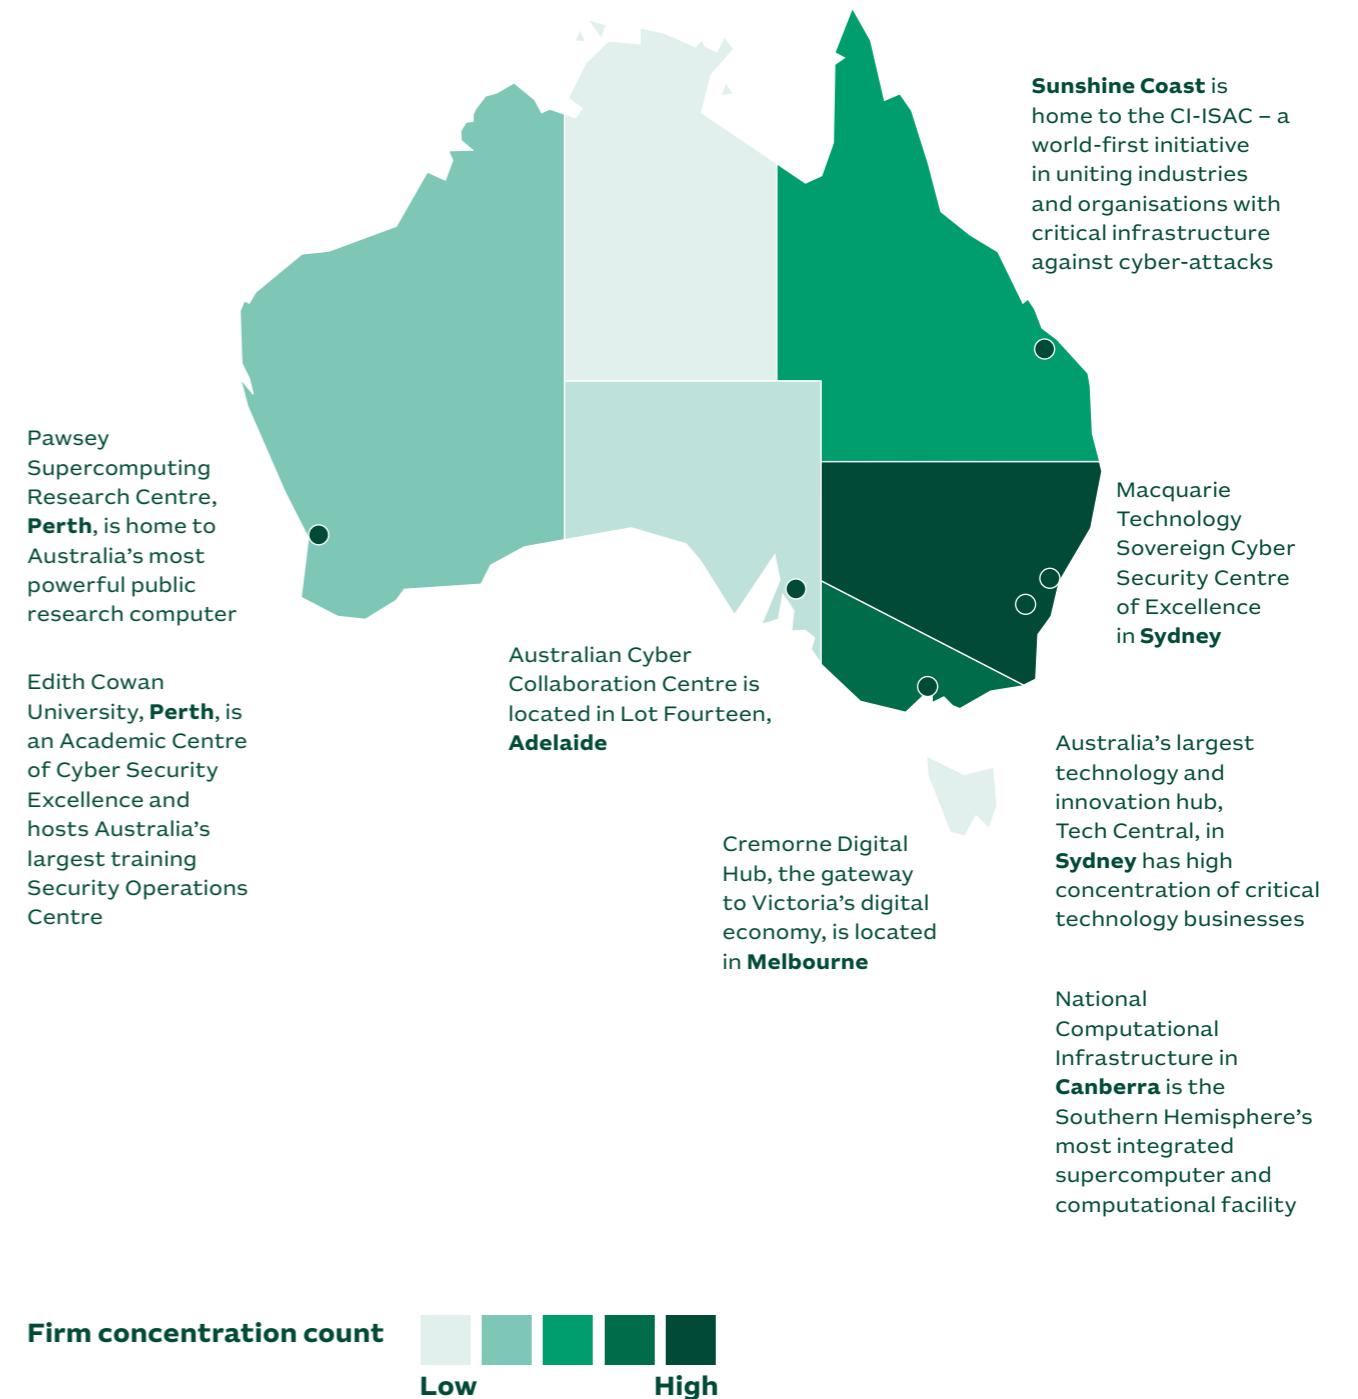 Sunshine Coast is
home to the CI-ISAC – a
world-first initiative
in uniting industries
and organisations with
critical infrastructure
against cyber-attacks
Pawsey
Supercomputing
Research Centre,
Perth, is home to
Australia’s most
powerful public
research computer
Macquarie
Technology
Sovereign Cyber
Security Centre
of Excellence
in Sydney
Edith Cowan
University, Perth, is
an Academic Centre
of Cyber Security
Excellence and
hosts Australia’s
largest training
Security Operations
Centre
Australian Cyber
Collaboration Centre is
located in Lot Fourteen,
Adelaide
Australia’s largest
technology and
innovation hub,
Tech Central, in
Sydney has high
concentration of critical
technology businesses
Cremorne Digital
Hub, the gateway
to Victoria’s digital
economy, is located
in Melbourne
National
Computational
Infrastructure in
Canberra is the
Southern Hemisphere’s
most integrated
supercomputer and
computational facility
Firm concentration count
Low High